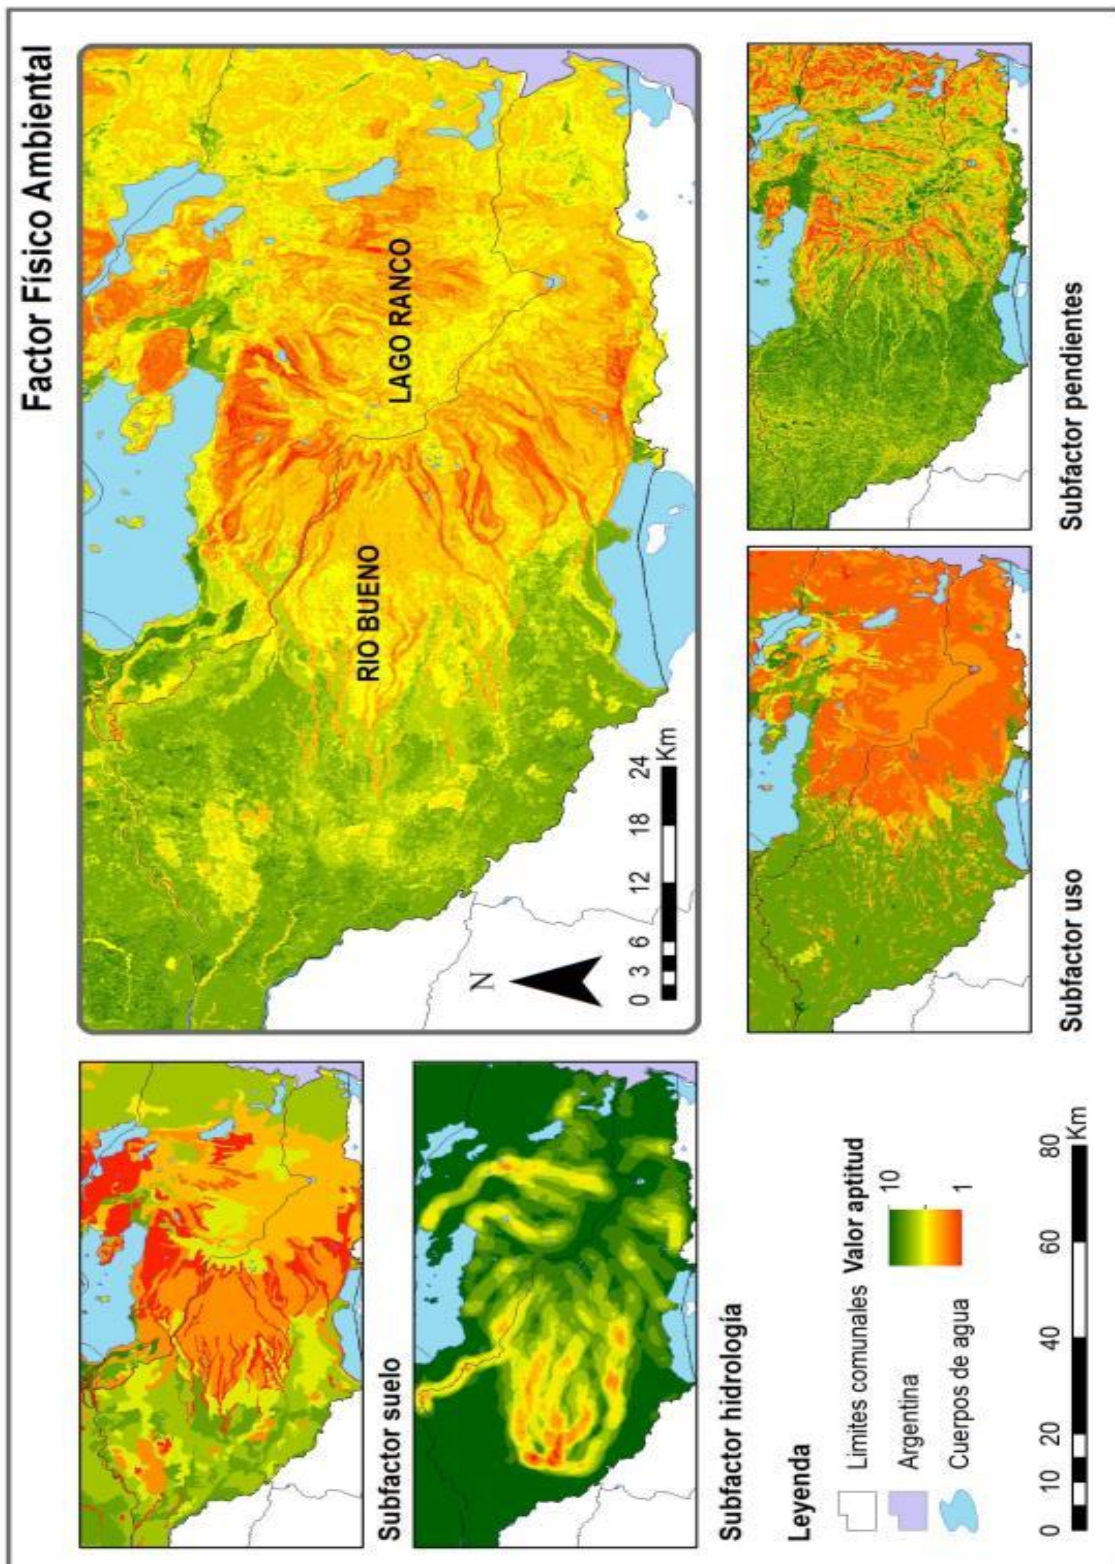 Factor Físico Ambiental
LAGO RANCO
RIO BUENO
N
0 3 6 12 18 24
Km
Subfactor suelo
Subfactor hidrología
Subfactor uso
Subfactor pendientes
Leyenda
Límites comunales
Argentina
Cuerpos de agua
Valor aptitud
10
1
0 10 20 40 60 80
Km